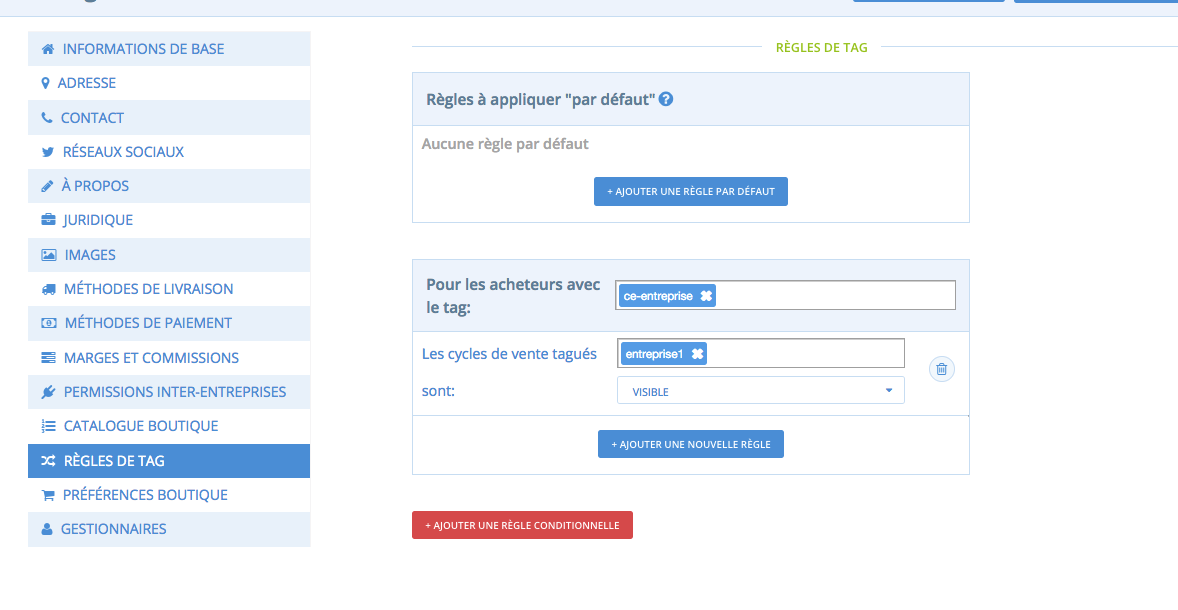 INFORMATIONS DE BASE
ADRESSE
CONTACT
RÉSEAUX SOCIAUX
À PROPOS
JURIDIQUE
IMAGES
MÉTHODES DE LIVRAISON
MÉTHODES DE PAIEMENT
MARGES ET COMMISSIONS
PERMISSIONS INTER-ENTREPRISES
CATALOGUE BOUTIQUE
RÈGLES DE TAG
PRÉFÉRENCES BOUTIQUE
GESTIONNAIRES
RÈGLES DE TAG
Règles à appliquer "par défaut" ?
Aucune règle par défaut
+ AJOUTER UNE RÈGLE PAR DÉFAUT
Pour les acheteurs avec
le tag:
ce-entreprise
Les cycles de vente tagués
entreprise1
sont:
VISIBLE
+ AJOUTER UNE NOUVELLE RÈGLE
+ AJOUTER UNE RÈGLE CONDITIONNELLE